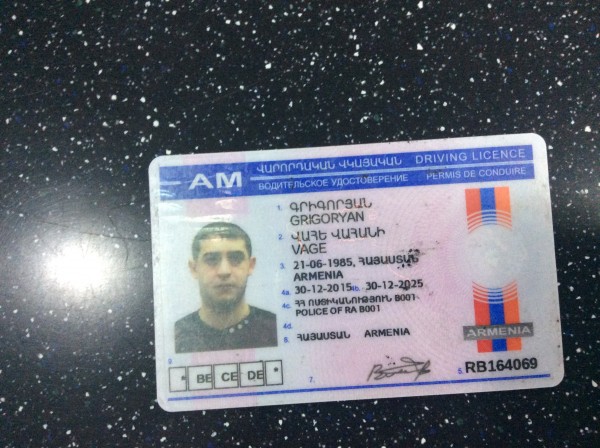 AM ՎԱՐՈՐԴԱԿԱՆ ՎԿԱՅԱԿԱՆ DRIVING LICENCE
ВОДИТЕЛЬСКОЕ УДОСТОВЕРЕНИЕ PERMIS DE CONDUIRE
1. ԳՐԻԳՈՐՅԱՆ
GRIGORYAN
2. ՎԱՀԵ ՎԱՀԱՆԻ
VAGE
3. 21-06-1985, ՀԱՅԱՍՏԱՆ
ARMENIA
4a. 30-12-2015 4b. 30-12-2025
4c. ՀՀ ՈՍՏԻԿԱՆՈՒԹՅՈՒՆ B001
POLICE OF RA B001
4d.
8. ՀԱՅԱՍՏԱՆ ARMENIA
ARMENIA
9.
* BE CE DE *
7.
5. RB164069